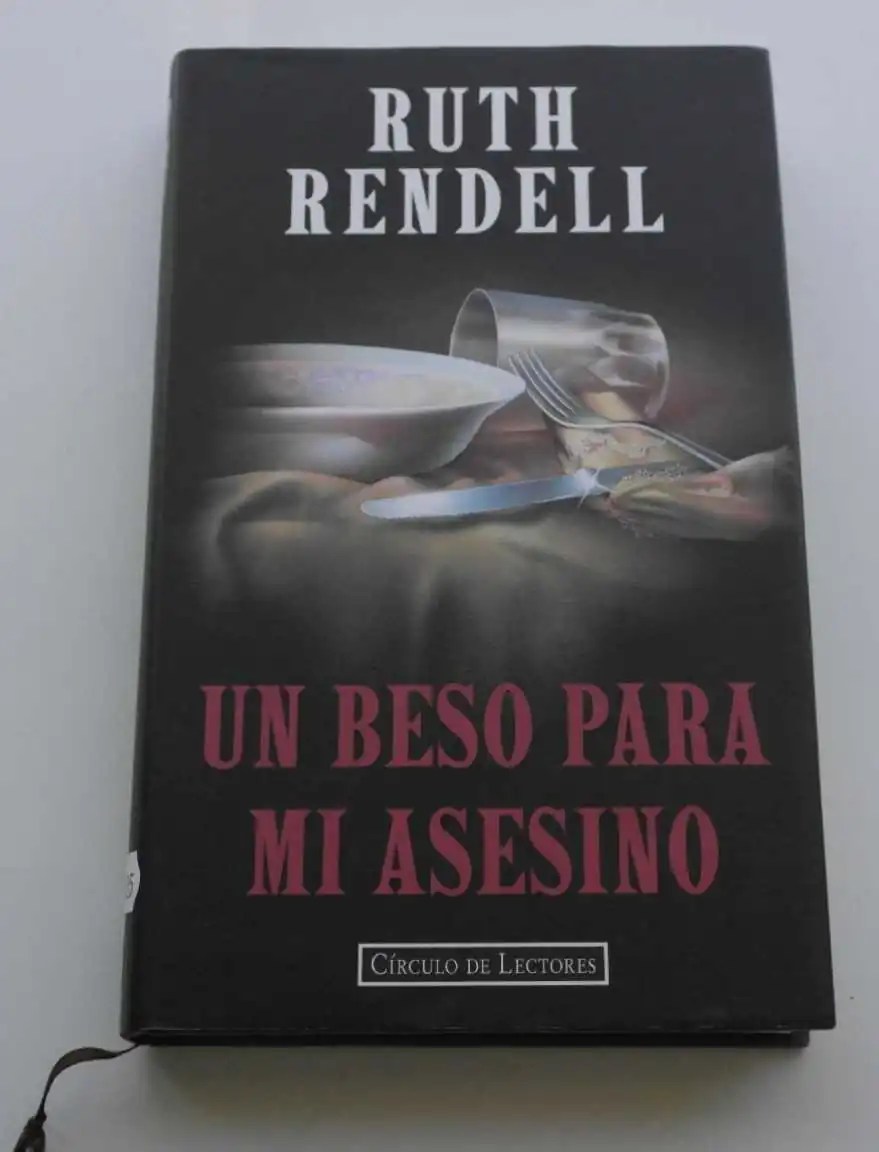 RUTH
RENDELL
UN BESO PARA
MI ASESINO
CÍRCULO DE LECTORES